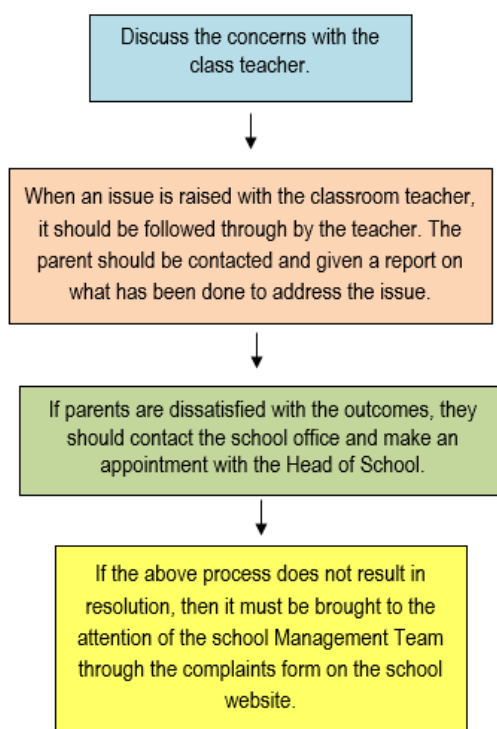 Discuss the concerns with the
class teacher.
When an issue is raised with the classroom teacher,
it should be followed through by the teacher. The
parent should be contacted and given a report on
what has been done to address the issue.
If parents are dissatisfied with the outcomes, they
should contact the school office and make an
appointment with the Head of School.
If the above process does not result in
resolution, then it must be brought to the
attention of the school Management Team
through the complaints form on the school
website.